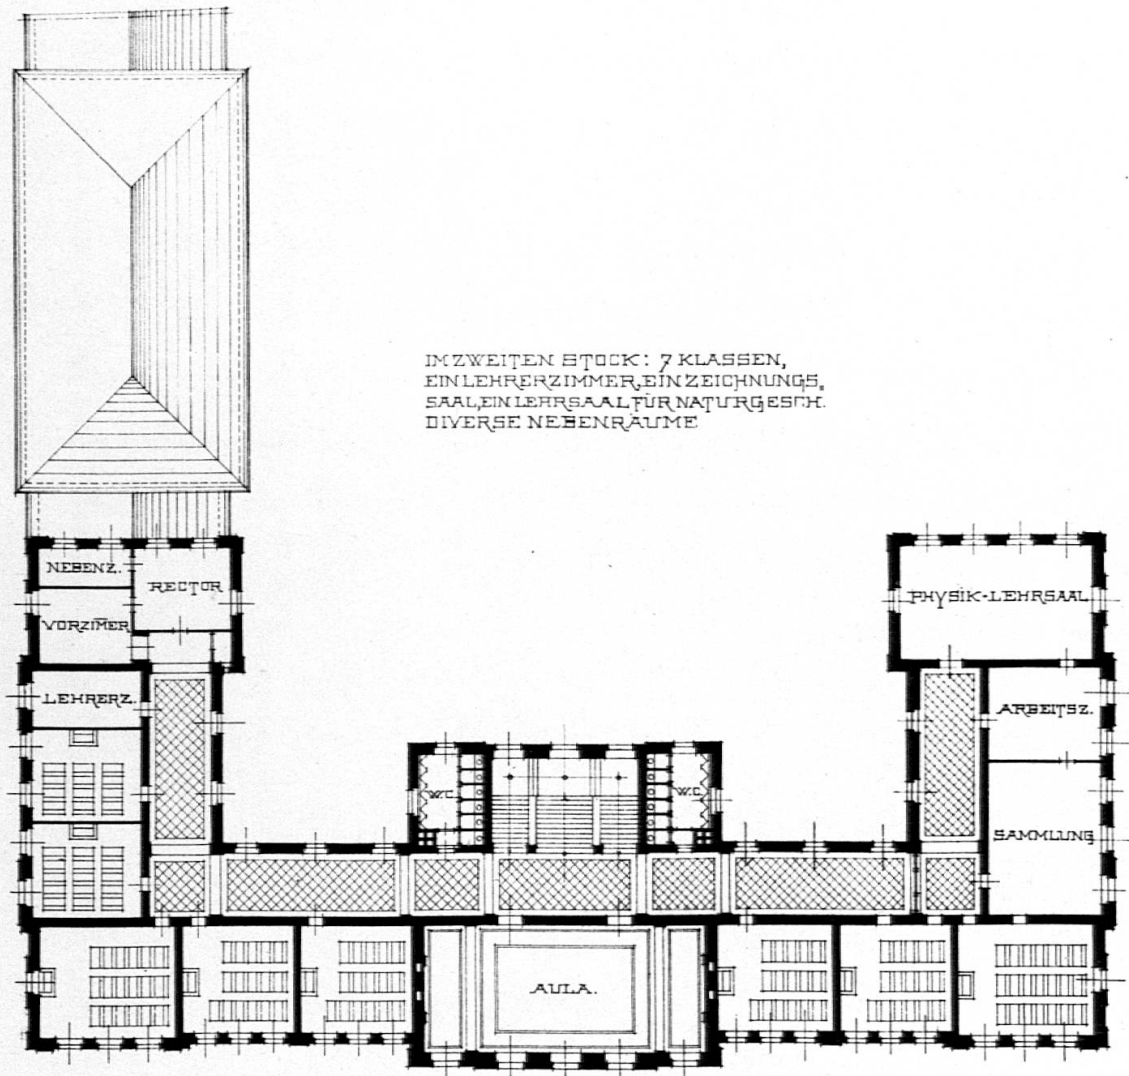 IM ZWEITEN STOCK: 7 KLASSEN,
EIN LEHRERZIMMER, EIN ZEICHNUNGS,
SAAL, EIN LEHRSAAL FÜR NATURGESCH.
DIVERSE NEBENRÄUME
NEBENZ.
RECTOR
VORZIMER
LEHRERZ.
PHYSIK-LEHRSAAL
ARBEITSZ.
SAMMLUNG
W.C.
W.C.
AULA.